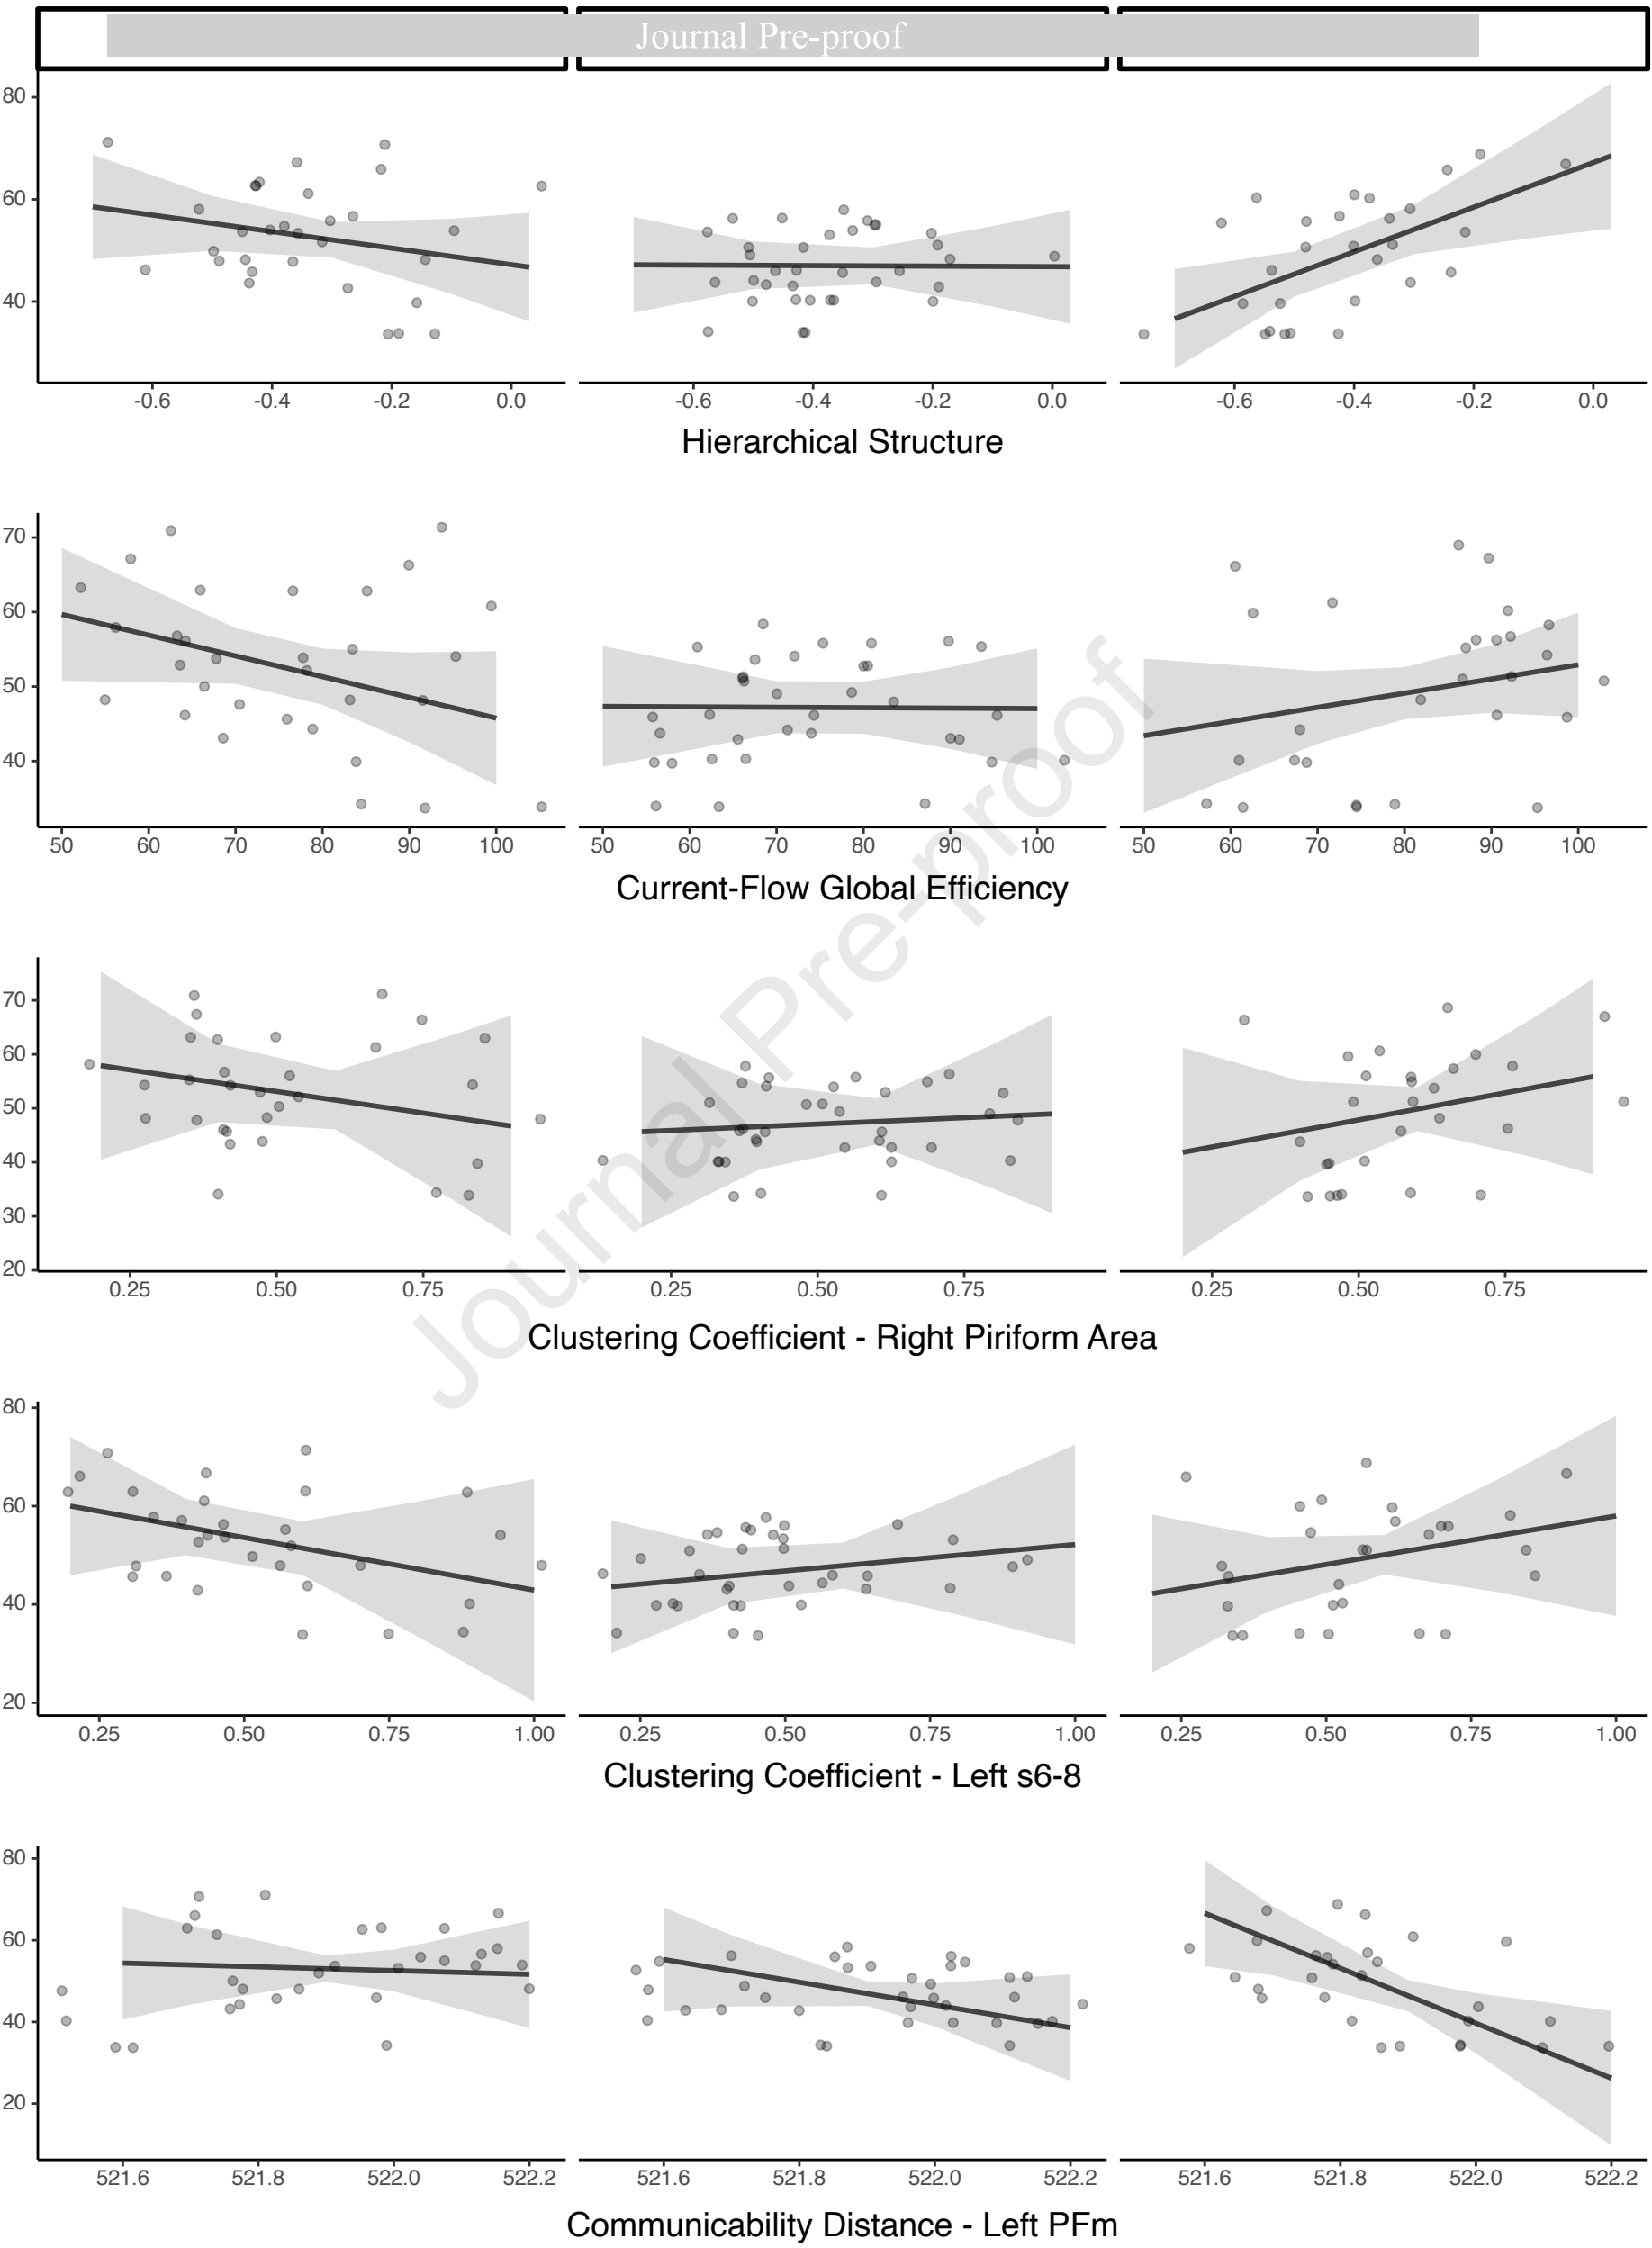 Journal Pre-proof
80
60
40
-0.6 -0.4 -0.2 0.0 -0.6 -0.4 -0.2 0.0 -0.6 -0.4 -0.2 0.0
Hierarchical Structure
70
60
50
40
50 60 70 80 90 100 50 60 70 80 90 100 50 60 70 80 90 100
Current-Flow Global Efficiency
Journal Pre-proof
70
60
50
40
30
20
0.25 0.50 0.75 0.25 0.50 0.75 0.25 0.50 0.75
Clustering Coefficient - Right Piriform Area
80
60
40
20
0.25 0.50 0.75 1.00 0.25 0.50 0.75 1.00 0.25 0.50 0.75 1.00
Clustering Coefficient - Left s6-8
80
60
40
20
521.6 521.8 522.0 522.2 521.6 521.8 522.0 522.2 521.6 521.8 522.0 522.2
Communicability Distance - Left PFm